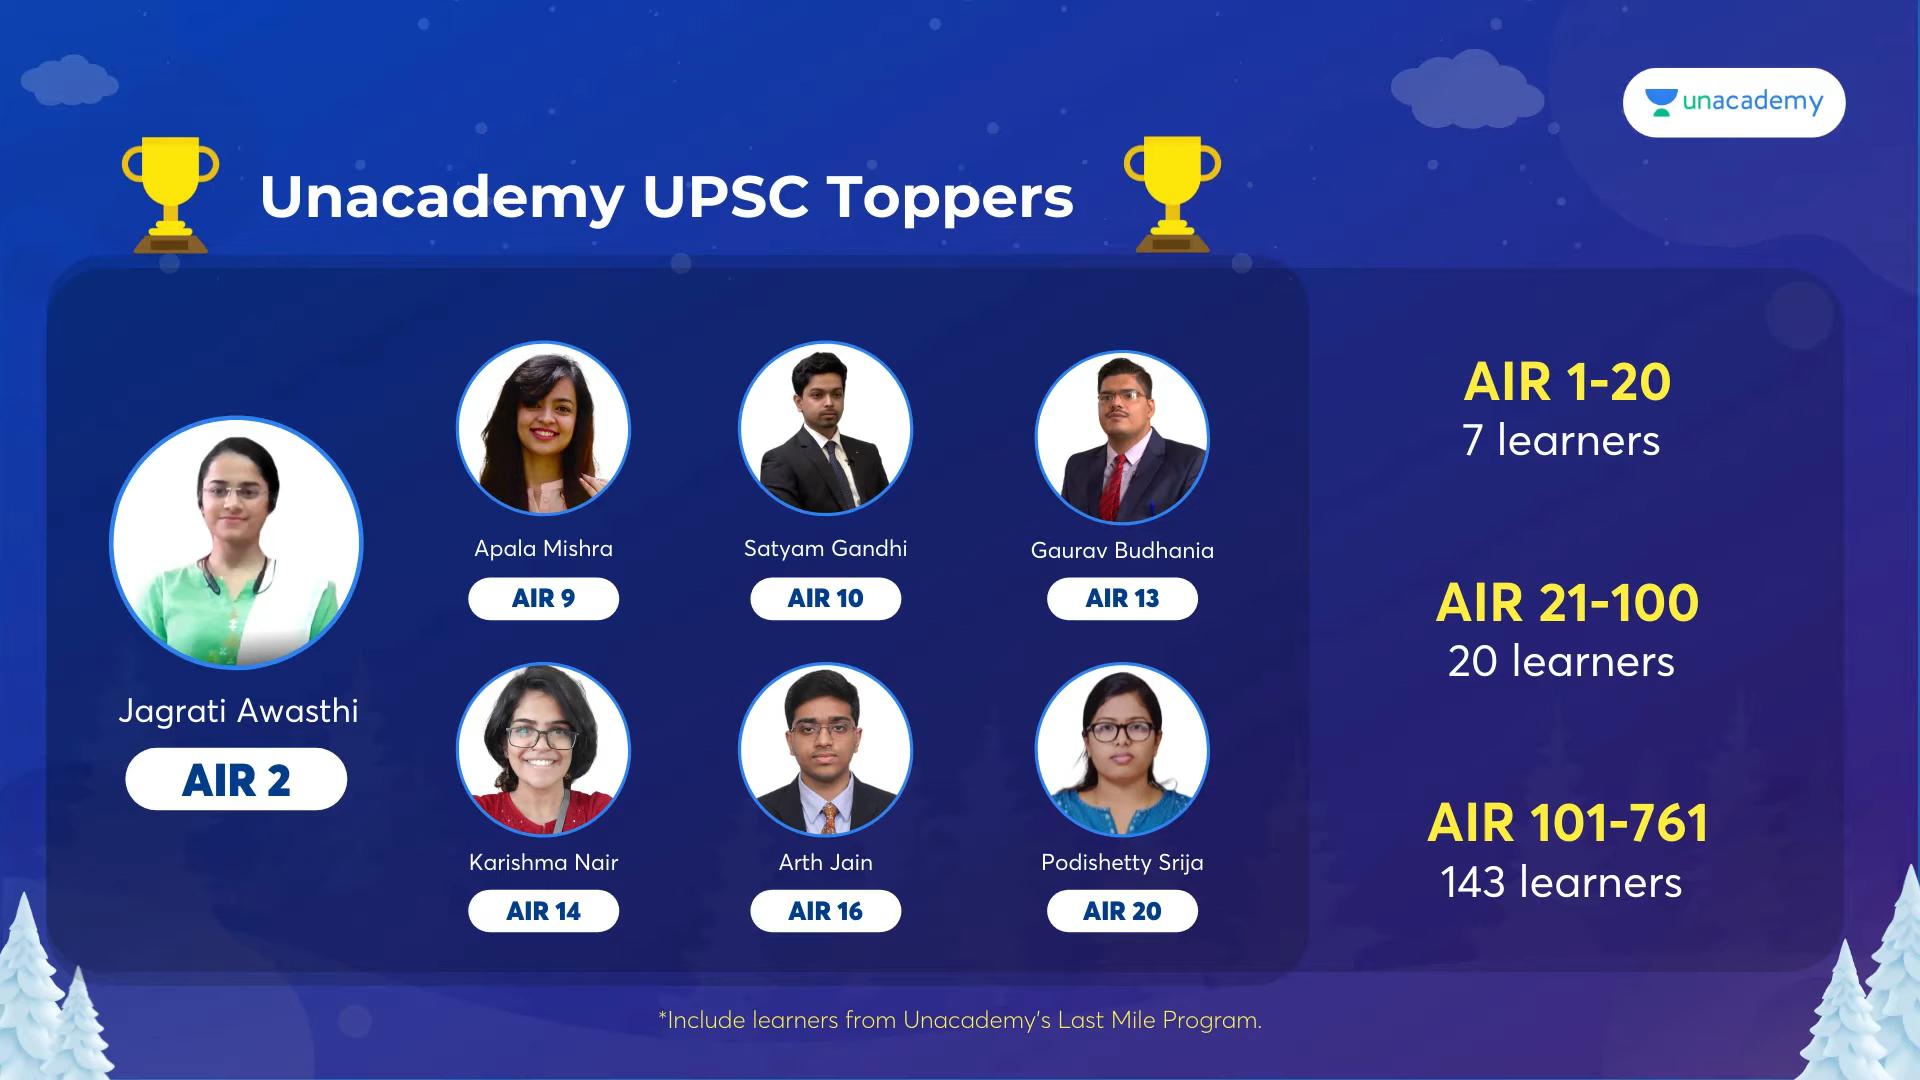 unacademy
Unacademy UPSC Toppers
Jagrati Awasthi
AIR 2
Apala Mishra
AIR 9
Satyam Gandhi
AIR 10
Gaurav Budhania
AIR 13
Karishma Nair
AIR 14
Arth Jain
AIR 16
Podishetty Srija
AIR 20
AIR 1-20
7 learners
AIR 21-100
20 learners
AIR 101-761
143 learners
*Include learners from Unacademy's Last Mile Program.